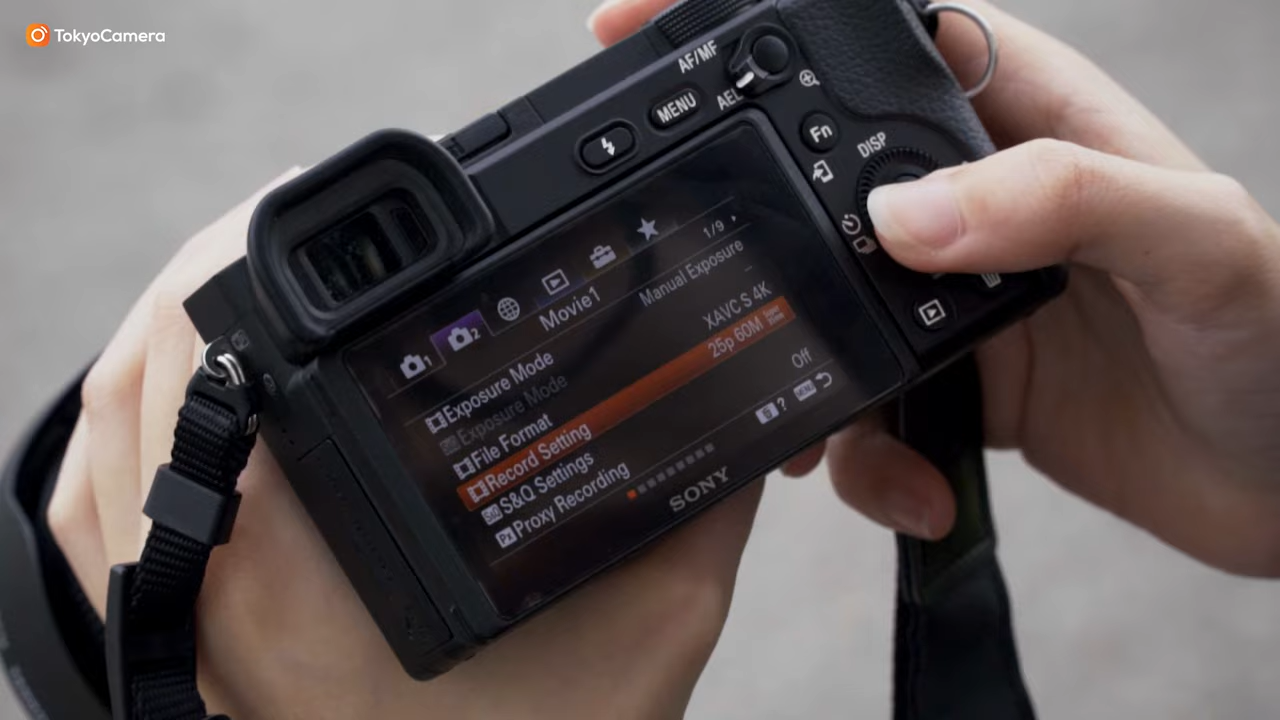 TokyoCamera
AF/MF
MENU
AEL
Fn
DISP
1/9
Movie1
Exposure Mode Manual Exposure
Exposure Mode --
File Format XAVC S 4K
Record Setting 25p 60M
S&Q Settings
Proxy Recording Off
? MENU
SONY